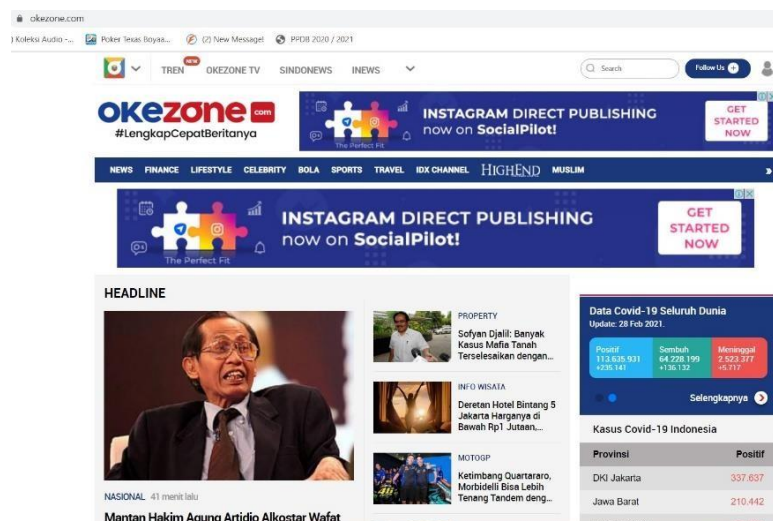 okezone.com
Koleksi Audio -...
Poker Texas Boyaa...
(2) New Message!
PPDB 2020 / 2021
TREN
NEW
OKEZONE TV
SINDONEWS
INEWS
Search
Follow Us +
okezone.com
#LengkapCepatBeritanya
The Perfect Fit
INSTAGRAM DIRECT PUBLISHING
now on SocialPilot!
GET
STARTED
NOW
NEWS FINANCE LIFESTYLE CELEBRITY BOLA SPORTS TRAVEL IDX CHANNEL HIGHEND MUSLIM
The Perfect Fit
INSTAGRAM DIRECT PUBLISHING
now on SocialPilot!
GET
STARTED
NOW
HEADLINE
NASIONAL 41 menit lalu
Mantan Hakim Agung Artidjo Alkostar Wafat
PROPERTY
Sofyan Djalil: Banyak
Kasus Mafia Tanah
Terselesaikan dengan...
INFO WISATA
Deretan Hotel Bintang 5
Jakarta Harganya di
Bawah Rp1 Jutaan,...
MOTOGP
Ketimbang Quartararo,
Morbidelli Bisa Lebih
Tenang Tandem deng...
Data Covid-19 Seluruh Dunia
Update: 28 Feb 2021.
Positif
113.635.931
+235.141
Sembuh
64.228.199
+136.132
Meninggal
2.523.377
+5.717
Selengkapnya
Kasus Covid-19 Indonesia
Provinsi Positif
DKI Jakarta 337.637
Jawa Barat 210.442